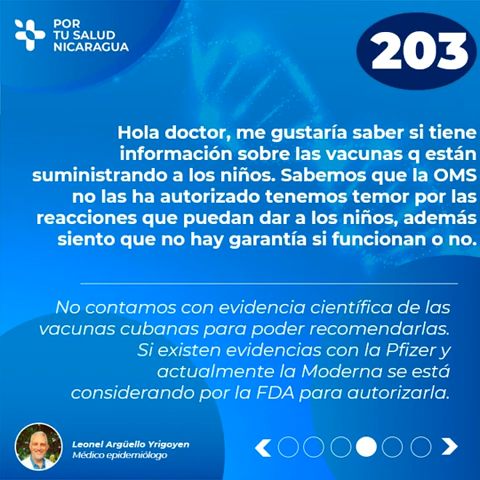 POR
TU SALUD
NICARAGUA
203
Hola doctor, me gustaría saber si tiene
información sobre las vacunas q están
suministrando a los niños. Sabemos que la OMS
no las ha autorizado tenemos temor por las
reacciones que puedan dar a los niños, además
siento que no hay garantía si funcionan o no.
No contamos con evidencia científica de las
vacunas cubanas para poder recomendarlas.
Si existen evidencias con la Pfizer y
actualmente la Moderna se está
considerando por la FDA para autorizarla.
Leonel Argüello Yrigoyen
Médico epidemiólogo